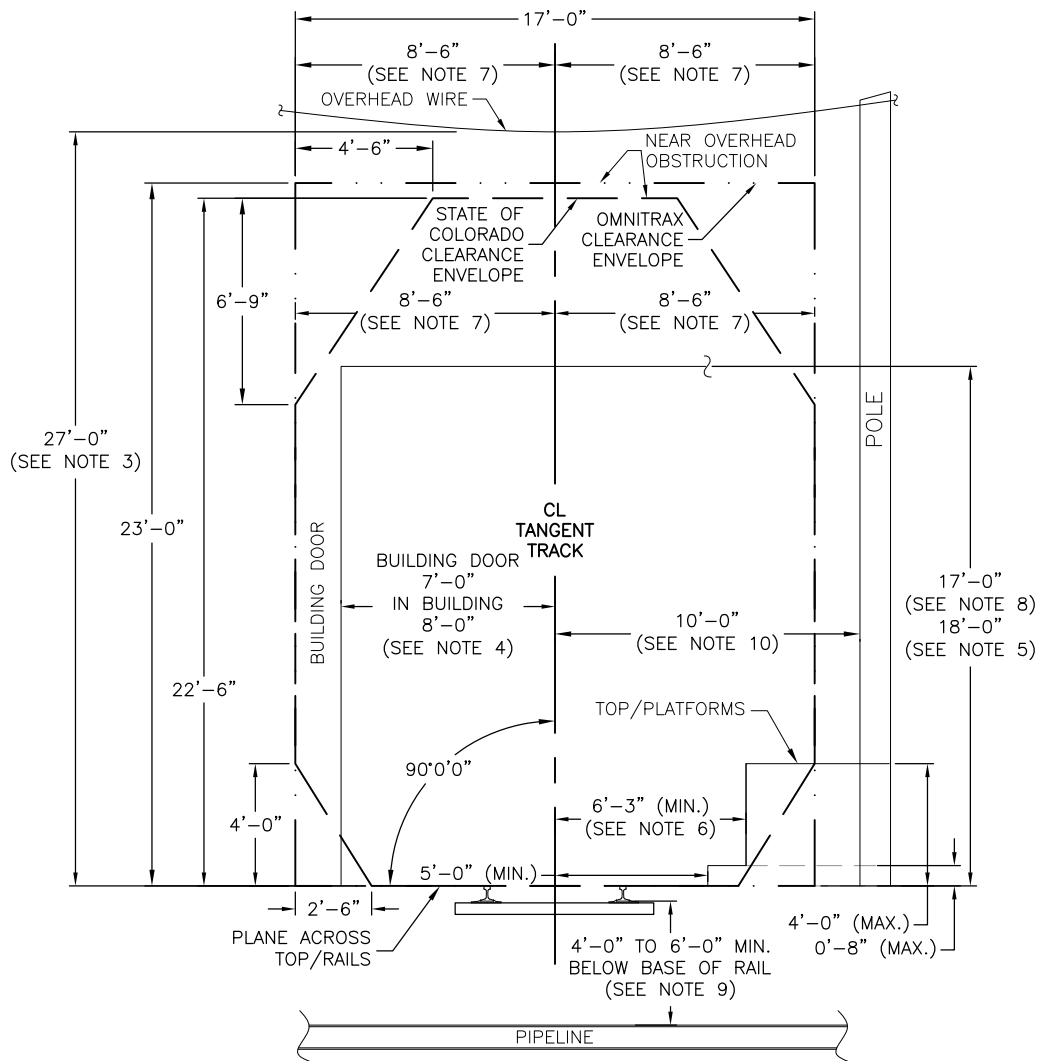 17'-0"
8'-6"
(SEE NOTE 7)
8'-6"
(SEE NOTE 7)
OVERHEAD WIRE
4'-6"
NEAR OVERHEAD
OBSTRUCTION
STATE OF
COLORADO
CLEARANCE
ENVELOPE
OMNITRAX
CLEARANCE
ENVELOPE
6'-9"
8'-6"
(SEE NOTE 7)
8'-6"
(SEE NOTE 7)
27'-0"
(SEE NOTE 3)
23'-0"
22'-6"
POLE
CL
TANGENT
TRACK
BUILDING DOOR
BUILDING DOOR
7'-0"
IN BUILDING
8'-0"
(SEE NOTE 4)
10'-0"
(SEE NOTE 10)
17'-0"
(SEE NOTE 8)
18'-0"
(SEE NOTE 5)
TOP/PLATFORMS
90°0'0"
4'-0"
6'-3" (MIN.)
(SEE NOTE 6)
5'-0" (MIN.)
2'-6"
PLANE ACROSS
TOP/RAILS
4'-0" (MAX.)
0'-8" (MAX.)
4'-0" TO 6'-0" MIN.
BELOW BASE OF RAIL
(SEE NOTE 9)
PIPELINE